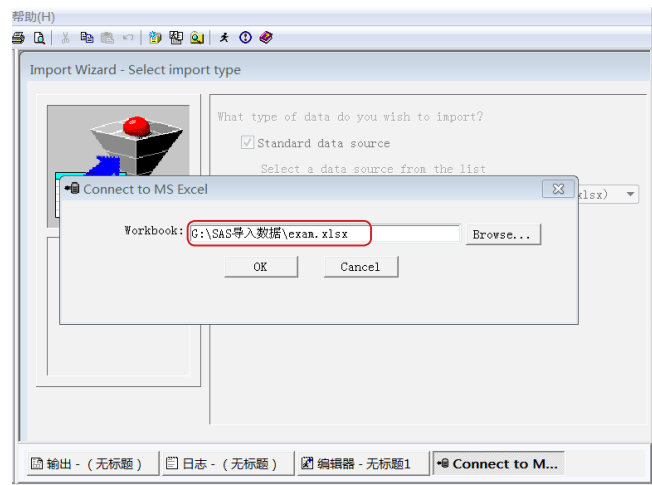 帮助(H)
Import Wizard - Select import type
What type of data do you wish to import?
Standard data source
Select a data source from the list
xlsx)
Connect to MS Excel
Workbook: G:\SAS导入数据\exam.xlsx Browse...
OK Cancel
输出 - (无标题) 日志 - (无标题) 编辑器 - 无标题1 Connect to M...